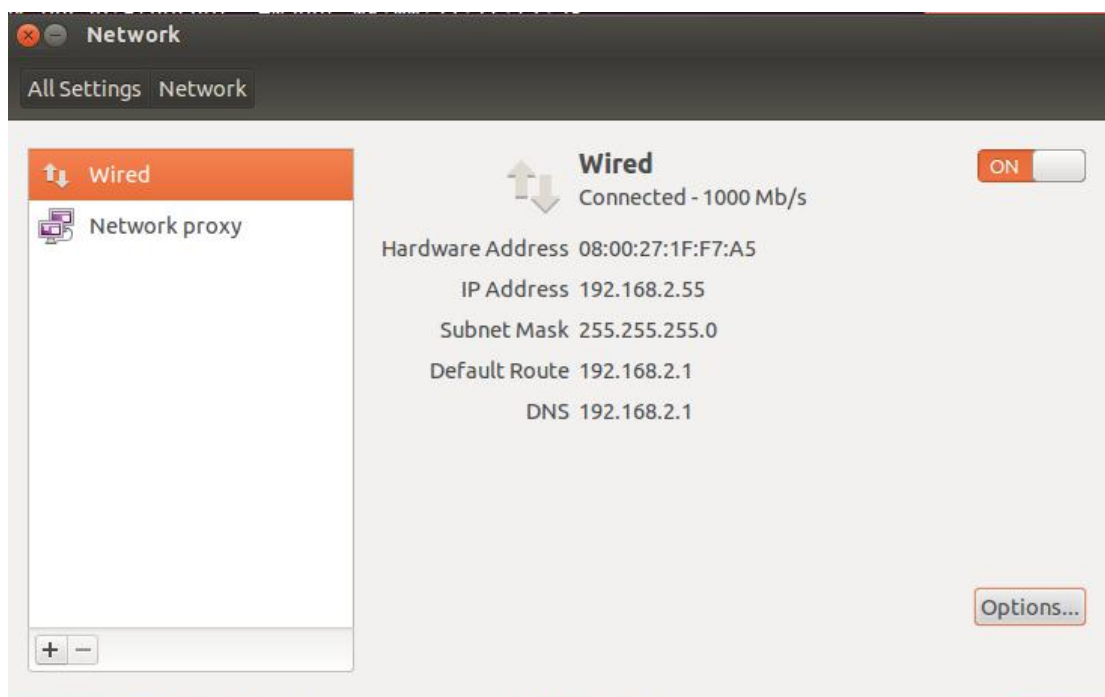 Network
All Settings Network
Wired
Network proxy
Wired
Connected - 1000 Mb/s
ON
Hardware Address 08:00:27:1F:F7:A5
IP Address 192.168.2.55
Subnet Mask 255.255.255.0
Default Route 192.168.2.1
DNS 192.168.2.1
Options...